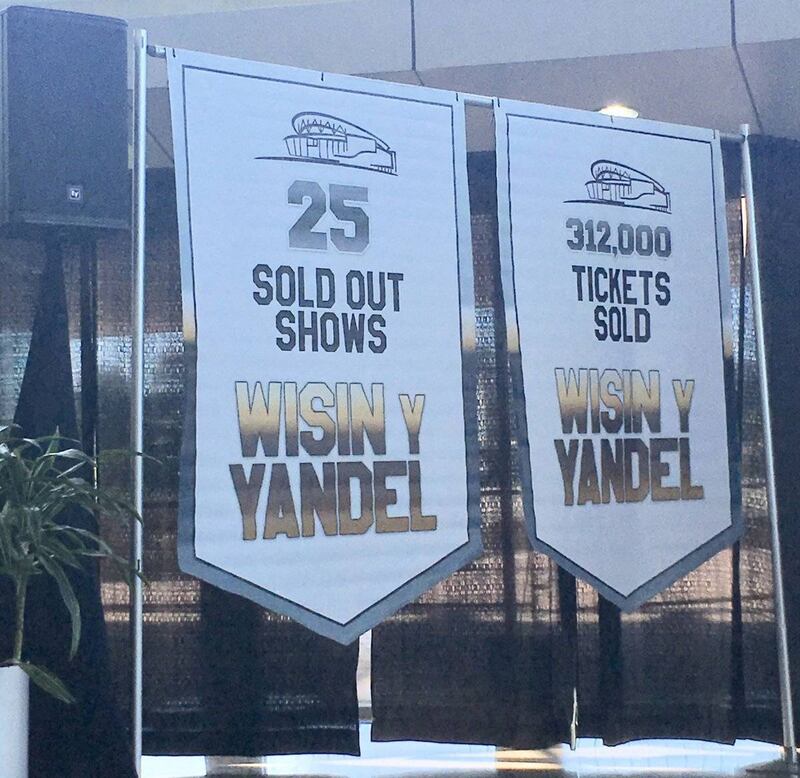 25
SOLD OUT
SHOWS
WISIN Y
YANDEL
312,000
TICKETS
SOLD
WISIN Y
YANDEL